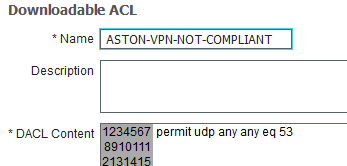 Downloadable ACL
* Name ASTON-VPN-NOT-COMPLIANT
Description
* DACL Content 1234567 permit udp any any eq 53
8910111
2131415